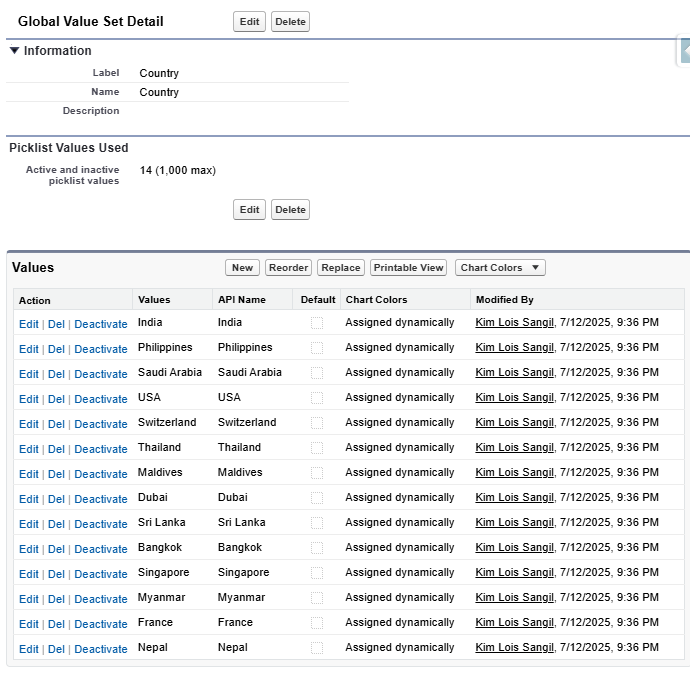 Global Value Set Detail Edit Delete
Information
Label Country
Name Country
Description
Picklist Values Used
Active and inactive picklist values 14 (1,000 max)
Edit Delete
Values New Reorder Replace Printable View Chart Colors
Action Values API Name Default Chart Colors Modified By
Edit | Del | Deactivate India India Assigned dynamically Kim Lois Sangil, 7/12/2025, 9:36 PM
Edit | Del | Deactivate Philippines Philippines Assigned dynamically Kim Lois Sangil, 7/12/2025, 9:36 PM
Edit | Del | Deactivate Saudi Arabia Saudi Arabia Assigned dynamically Kim Lois Sangil, 7/12/2025, 9:36 PM
Edit | Del | Deactivate USA USA Assigned dynamically Kim Lois Sangil, 7/12/2025, 9:36 PM
Edit | Del | Deactivate Switzerland Switzerland Assigned dynamically Kim Lois Sangil, 7/12/2025, 9:36 PM
Edit | Del | Deactivate Thailand Thailand Assigned dynamically Kim Lois Sangil, 7/12/2025, 9:36 PM
Edit | Del | Deactivate Maldives Maldives Assigned dynamically Kim Lois Sangil, 7/12/2025, 9:36 PM
Edit | Del | Deactivate Dubai Dubai Assigned dynamically Kim Lois Sangil, 7/12/2025, 9:36 PM
Edit | Del | Deactivate Sri Lanka Sri Lanka Assigned dynamically Kim Lois Sangil, 7/12/2025, 9:36 PM
Edit | Del | Deactivate Bangkok Bangkok Assigned dynamically Kim Lois Sangil, 7/12/2025, 9:36 PM
Edit | Del | Deactivate Singapore Singapore Assigned dynamically Kim Lois Sangil, 7/12/2025, 9:36 PM
Edit | Del | Deactivate Myanmar Myanmar Assigned dynamically Kim Lois Sangil, 7/12/2025, 9:36 PM
Edit | Del | Deactivate France France Assigned dynamically Kim Lois Sangil, 7/12/2025, 9:36 PM
Edit | Del | Deactivate Nepal Nepal Assigned dynamically Kim Lois Sangil, 7/12/2025, 9:36 PM